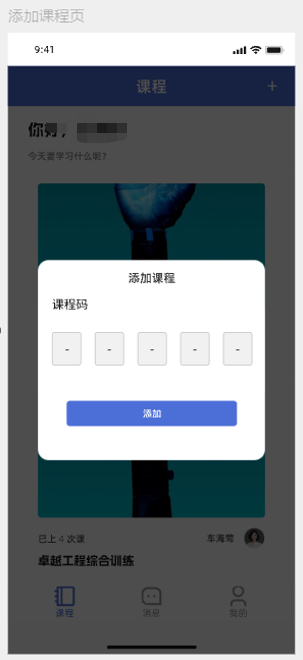 添加课程页
9:41
课程
+
你好，
今天要学习什么呢？
添加课程
课程码
- - - - -
添加
已上 4 次课
车海莺
卓越工程综合训练
课程
消息
我的